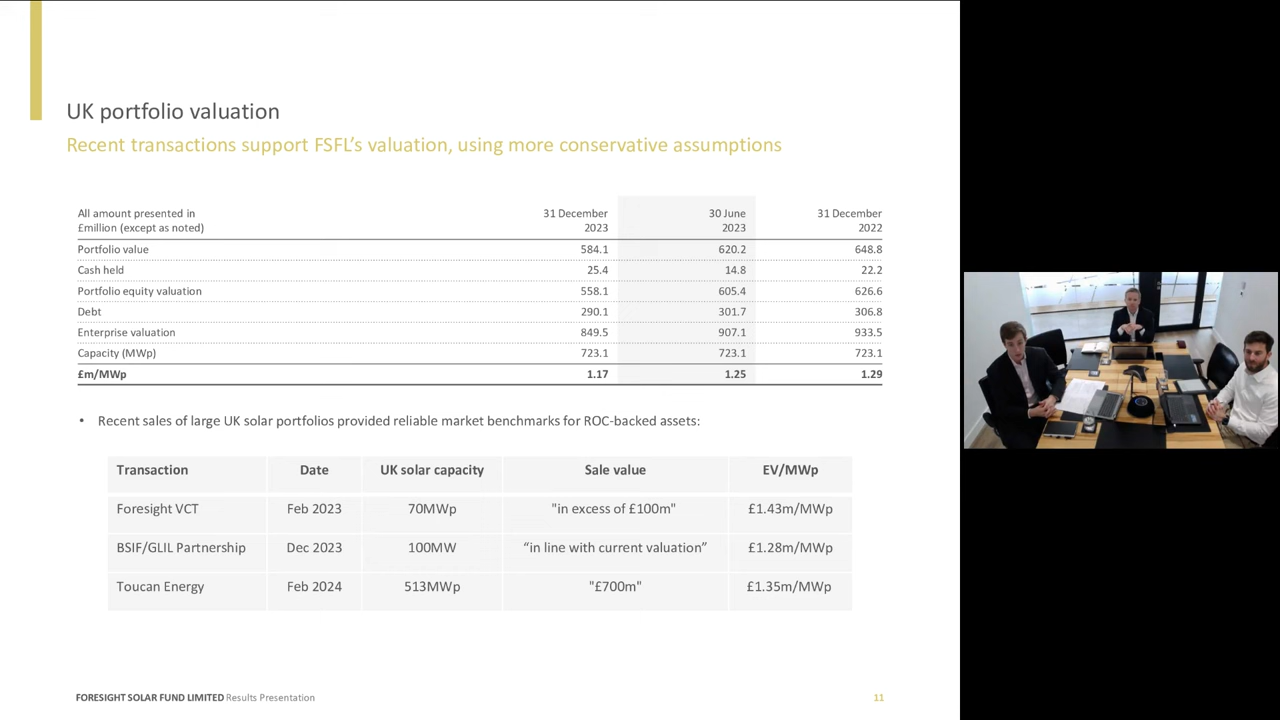 UK portfolio valuation
Recent transactions support FSFL's valuation, using more conservative assumptions
All amount presented in £million (except as noted) 31 December 2023 30 June 2023 31 December 2022
Portfolio value 584.1 620.2 648.8
Cash held 25.4 14.8 22.2
Portfolio equity valuation 558.1 605.4 626.6
Debt 290.1 301.7 306.8
Enterprise valuation 849.5 907.1 933.5
Capacity (MWp) 723.1 723.1 723.1
£m/MWp 1.17 1.25 1.29
• Recent sales of large UK solar portfolios provided reliable market benchmarks for ROC-backed assets:
Transaction Date UK solar capacity Sale value EV/MWp
Foresight VCT Feb 2023 70MWp "in excess of £100m" £1.43m/MWp
BSIF/GLIL Partnership Dec 2023 100MW “in line with current valuation” £1.28m/MWp
Toucan Energy Feb 2024 513MWp "£700m" £1.35m/MWp
FORESIGHT SOLAR FUND LIMITED Results Presentation 11